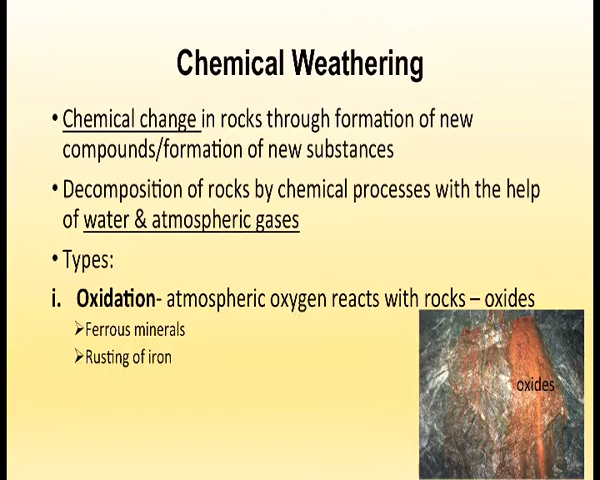 Chemical Weathering
• Chemical change in rocks through formation of new
compounds/formation of new substances
• Decomposition of rocks by chemical processes with the help
of water & atmospheric gases
• Types:
i. Oxidation- atmospheric oxygen reacts with rocks – oxides
➢Ferrous minerals
➢Rusting of iron
oxides